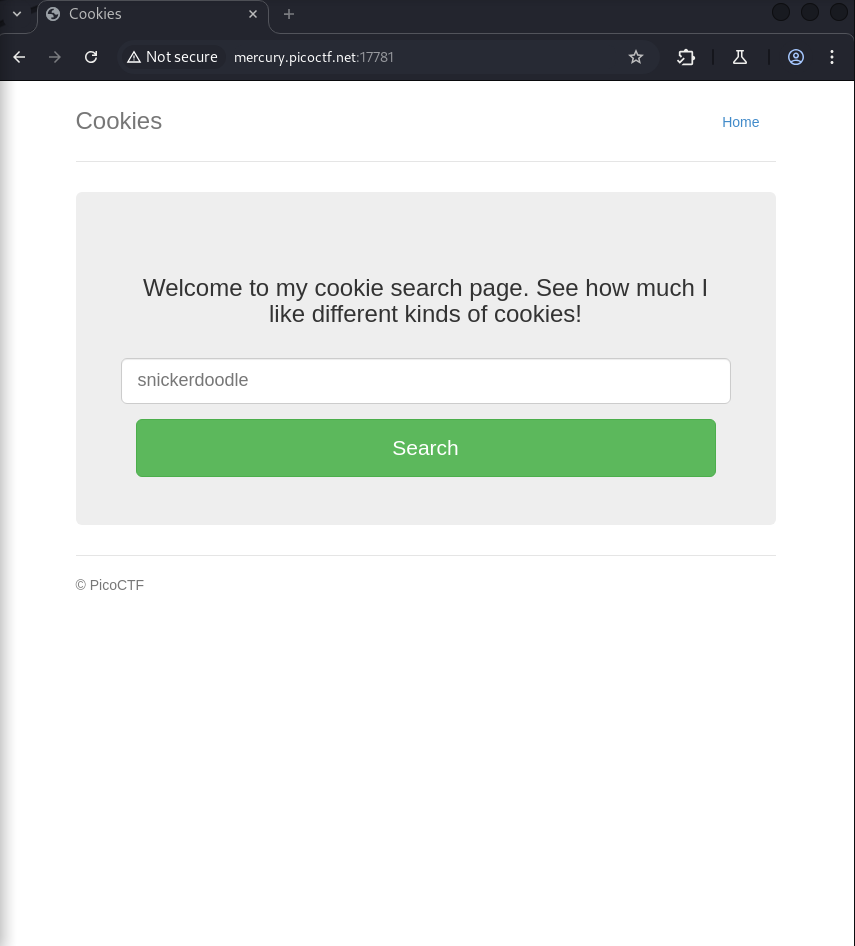 Cookies
Not secure mercury.picoctf.net:17781
Cookies Home
Welcome to my cookie search page. See how much I
like different kinds of cookies!
snickerdoodle
Search
© PicoCTF